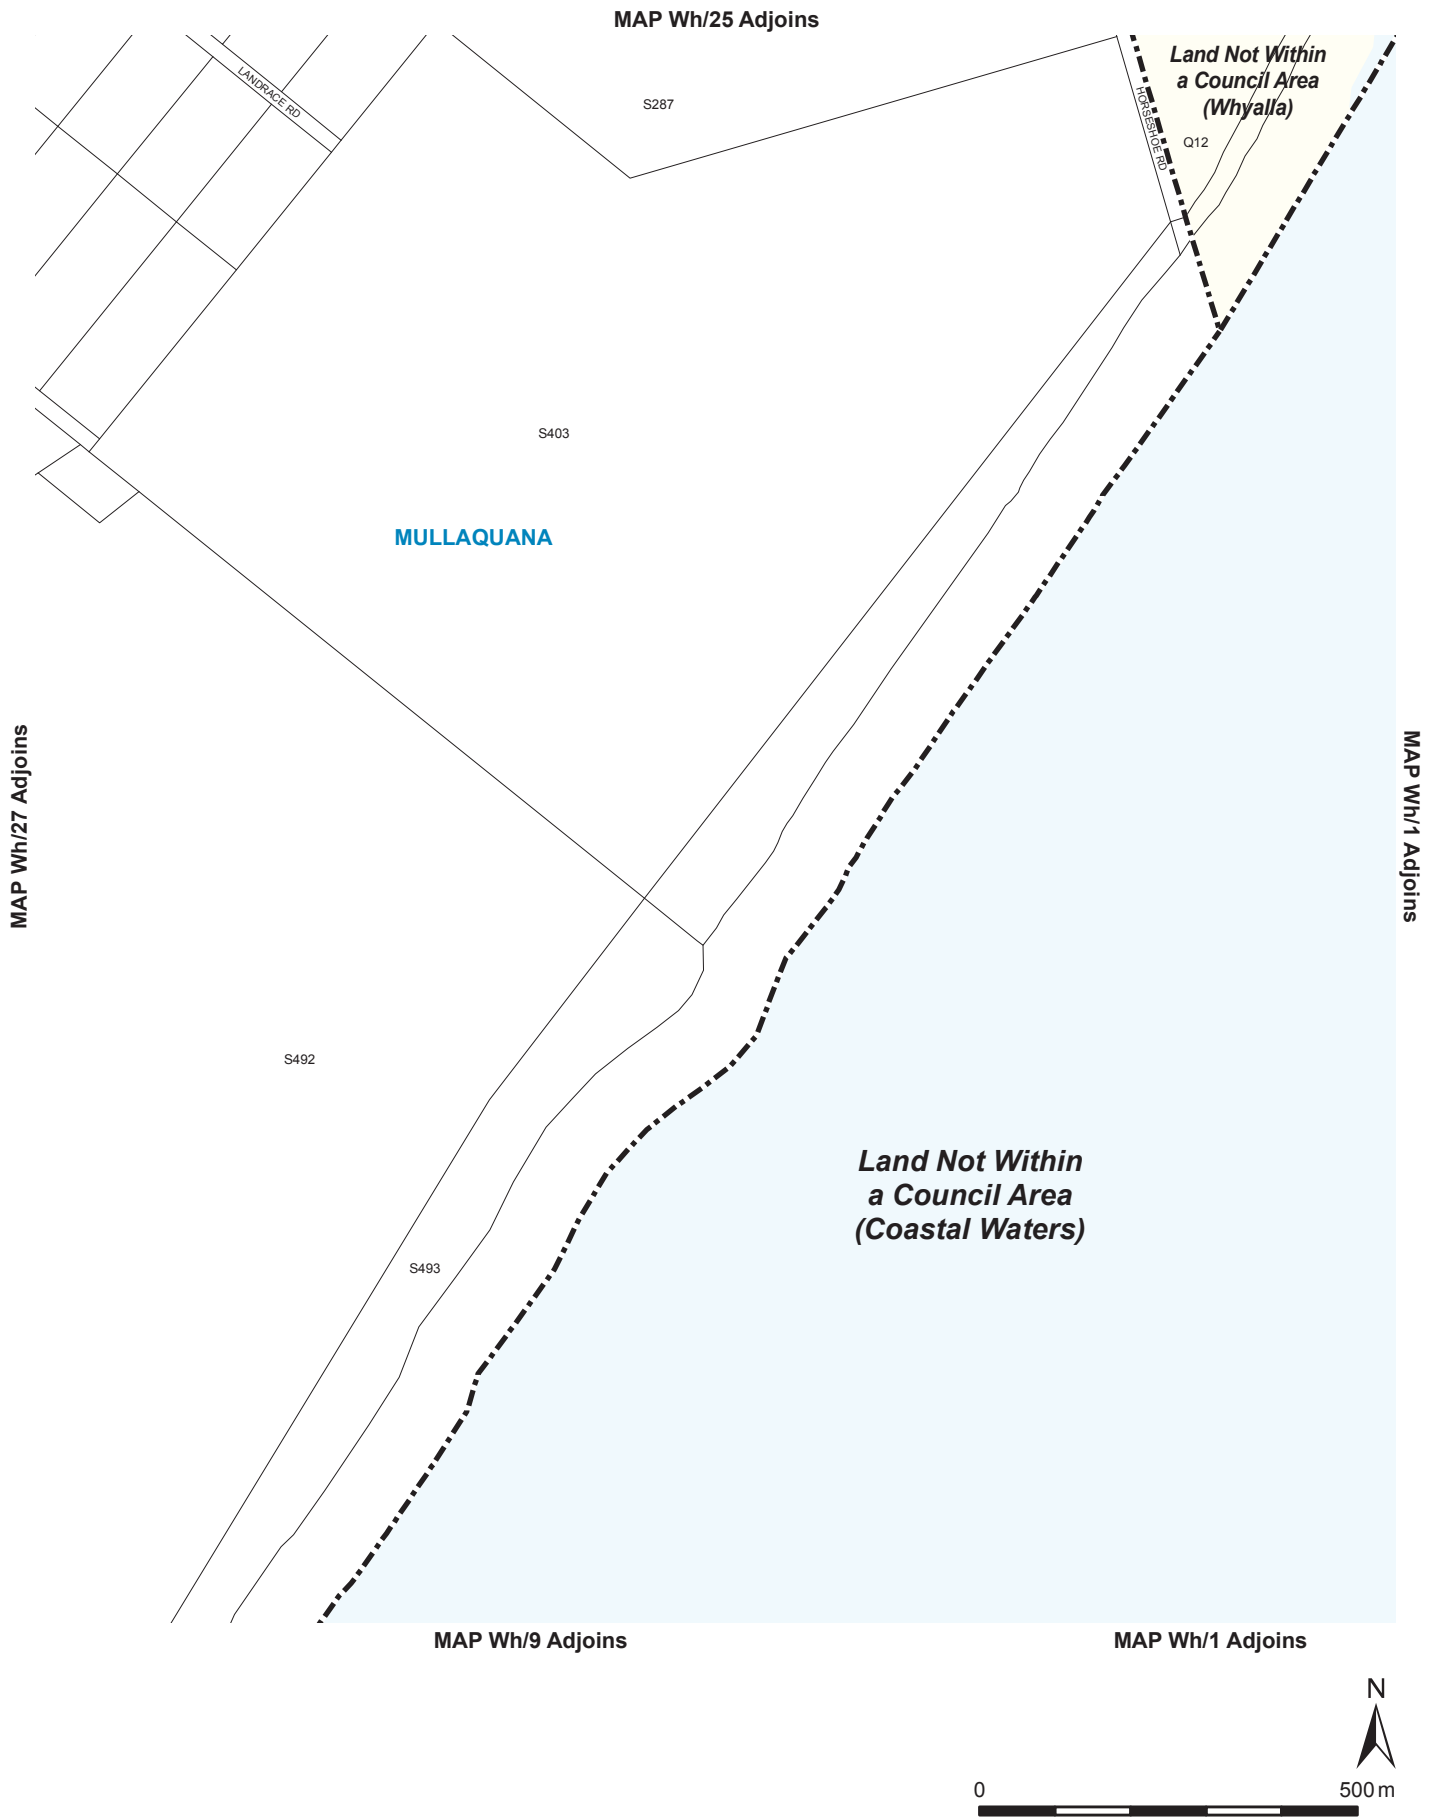 MAP Wh/25 Adjoins
Land Not Within
a Council Area
(Whyalla)
LANDRACE RD
S287
HORSESHOE RD
Q12
S403
MULLAQUANA
MAP Wh/27 Adjoins
MAP Wh/1 Adjoins
S492
Land Not Within
a Council Area
(Coastal Waters)
S493
MAP Wh/9 Adjoins
MAP Wh/1 Adjoins
N
0
500 m